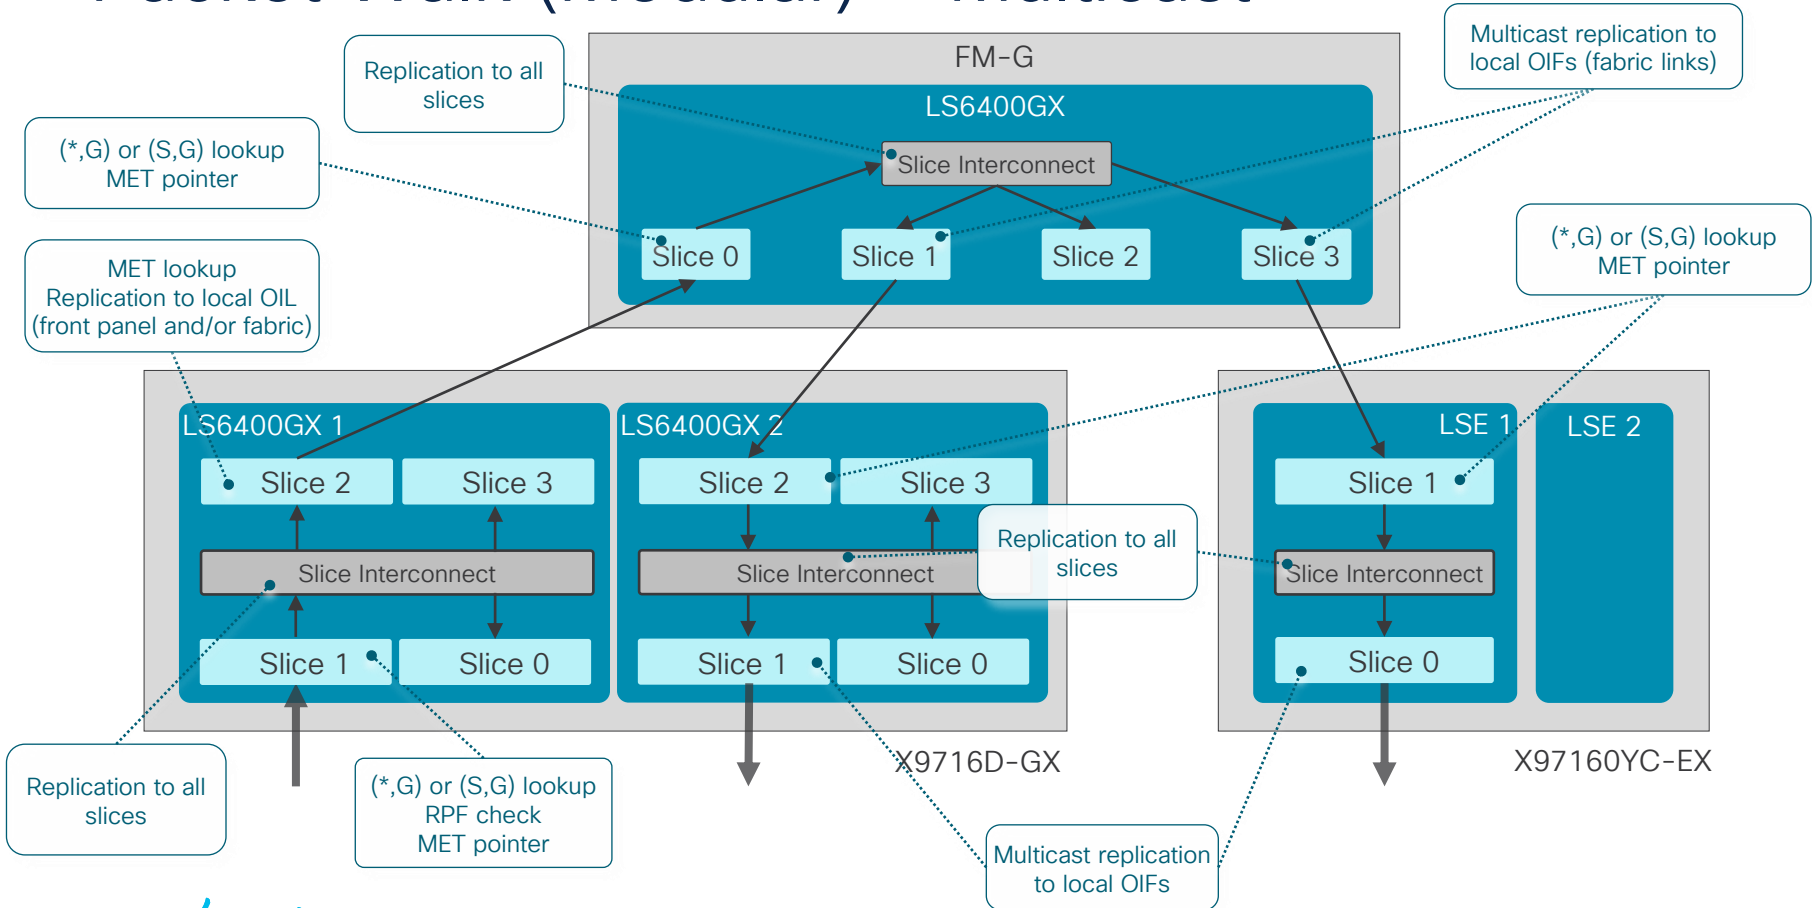 Packet Walk (Modular) – Multicast
FM-G
LS6400GX
Slice Interconnect
Slice 0
Slice 1
Slice 2
Slice 3
Replication to all
slices
Multicast replication to
local OIFs (fabric links)
(*,G) or (S,G) lookup
MET pointer
MET lookup
Replication to local OIL
(front panel and/or fabric)
(*,G) or (S,G) lookup
MET pointer
LS6400GX 1
Slice 2
Slice 3
Slice Interconnect
Slice 1
Slice 0
LS6400GX 2
Slice 2
Slice 3
Slice Interconnect
Slice 1
Slice 0
Replication to all
slices
LSE 1
Slice 1
Slice Interconnect
Slice 0
LSE 2
X9716D-GX
X97160YC-EX
Replication to all
slices
(*,G) or (S,G) lookup
RPF check
MET pointer
Multicast replication
to local OIFs